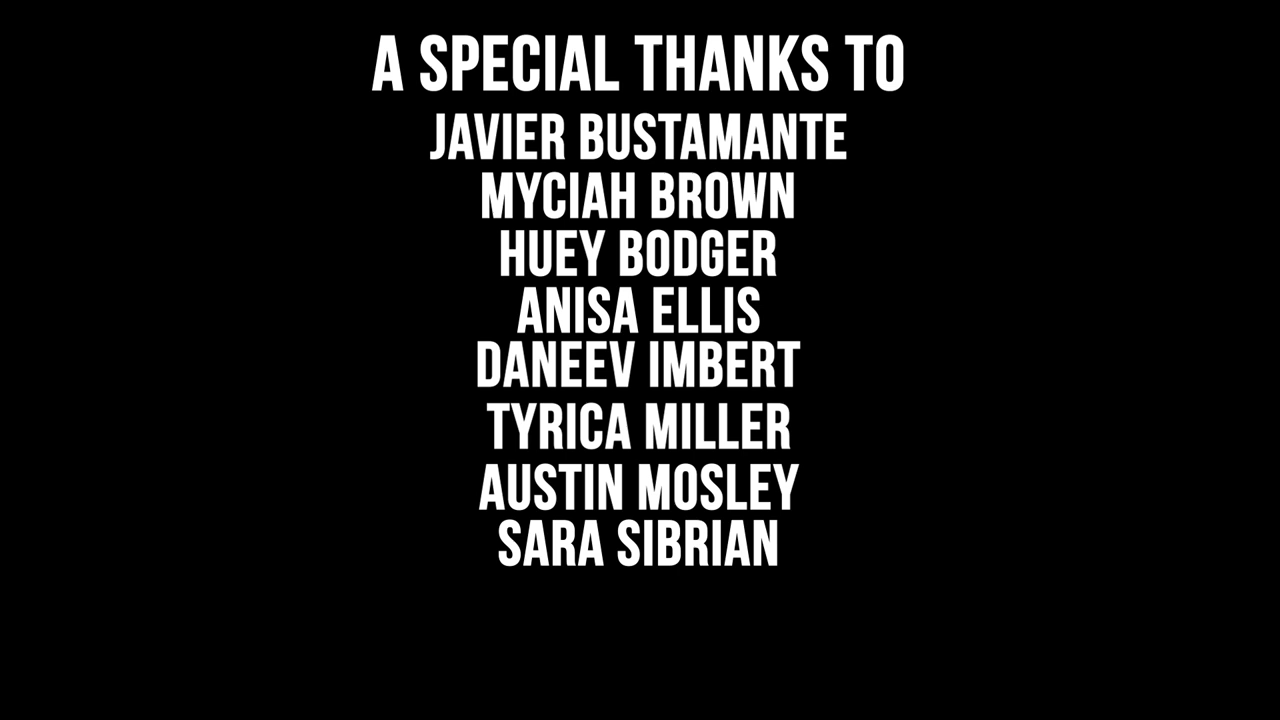 A SPECIAL THANKS TO
JAVIER BUSTAMANTE
MYCIAH BROWN
HUEY BODGER
ANISA ELLIS
DANEEV IMBERT
TYRICA MILLER
AUSTIN MOSLEY
SARA SIBRIAN